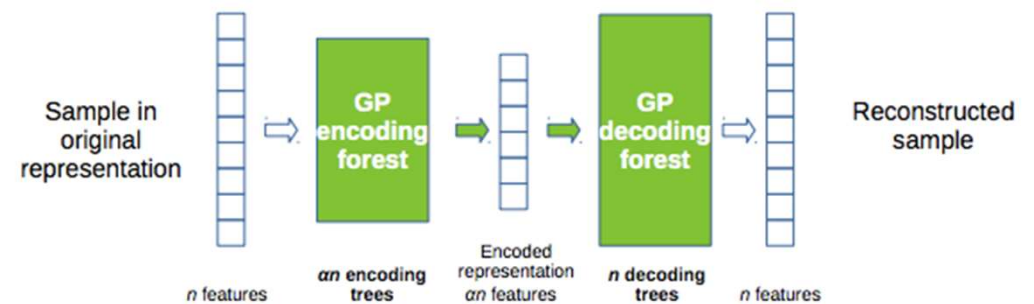 Sample in
original
representation
GP
encoding
forest
GP
decoding
forest
Reconstructed
sample
n features
αn encoding
trees
Encoded
representation
αn features
n decoding
trees
n features